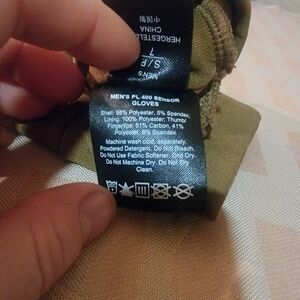 HERGESTELLT
CHINA
中国製
S/P
7
MEN'S
MEN'S PL 400 SENSOR
GLOVES
Shell: 95% Polyester, 5% Spandex;
Lining: 100% Polyester; Thumb/
Fingertips: 51% Carbon, 41%
Polyester, 8% Spandex
Machine wash cold, separately.
Powdered Detergent. Do Not Bleach.
Do Not Use Fabric Softener. Drip Dry.
Do Not Machine Dry. Do Not Dry
Clean.